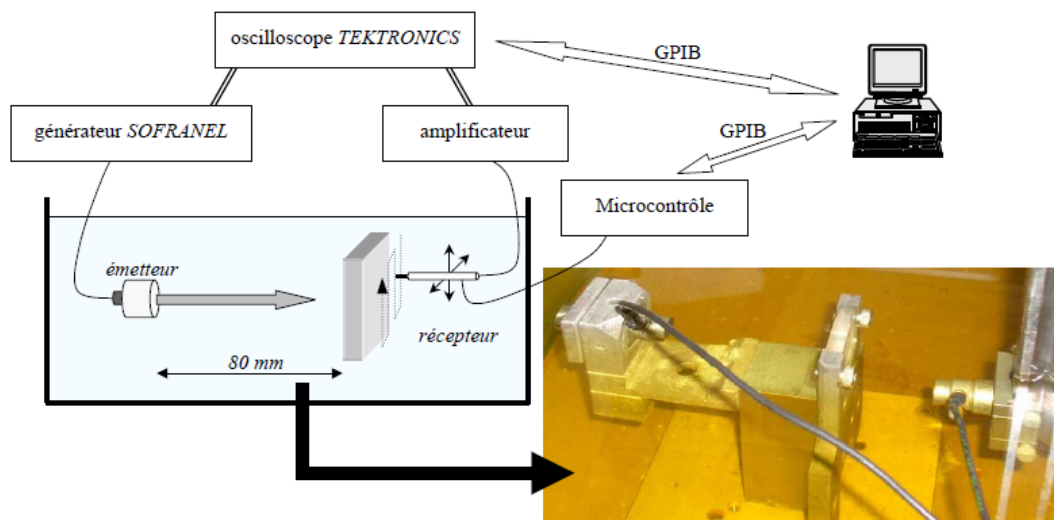 oscilloscope TEKTRONICS
GPIB
générateur SOFRANEL
amplificateur
GPIB
Microcontrôle
émetteur
récepteur
80 mm